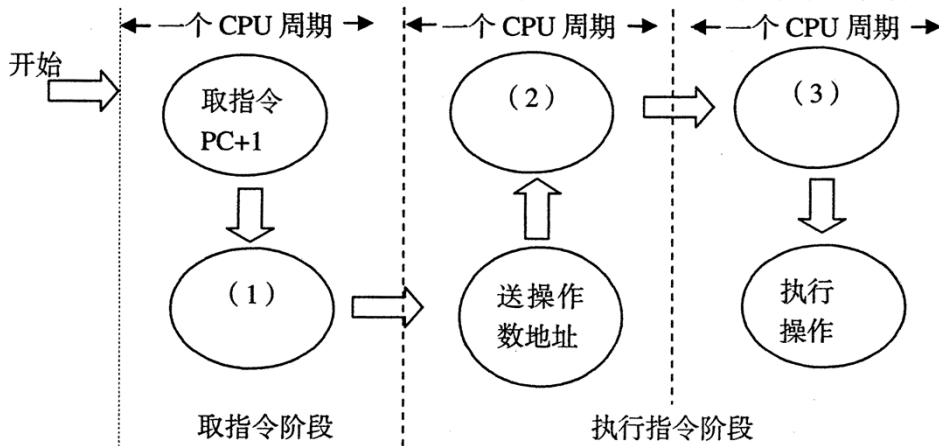 一个 CPU 周期
一个 CPU 周期
一个 CPU 周期
开始
取指令
PC+1
(1)
送操作
数地址
(2)
(3)
执行
操作
取指令阶段
执行指令阶段